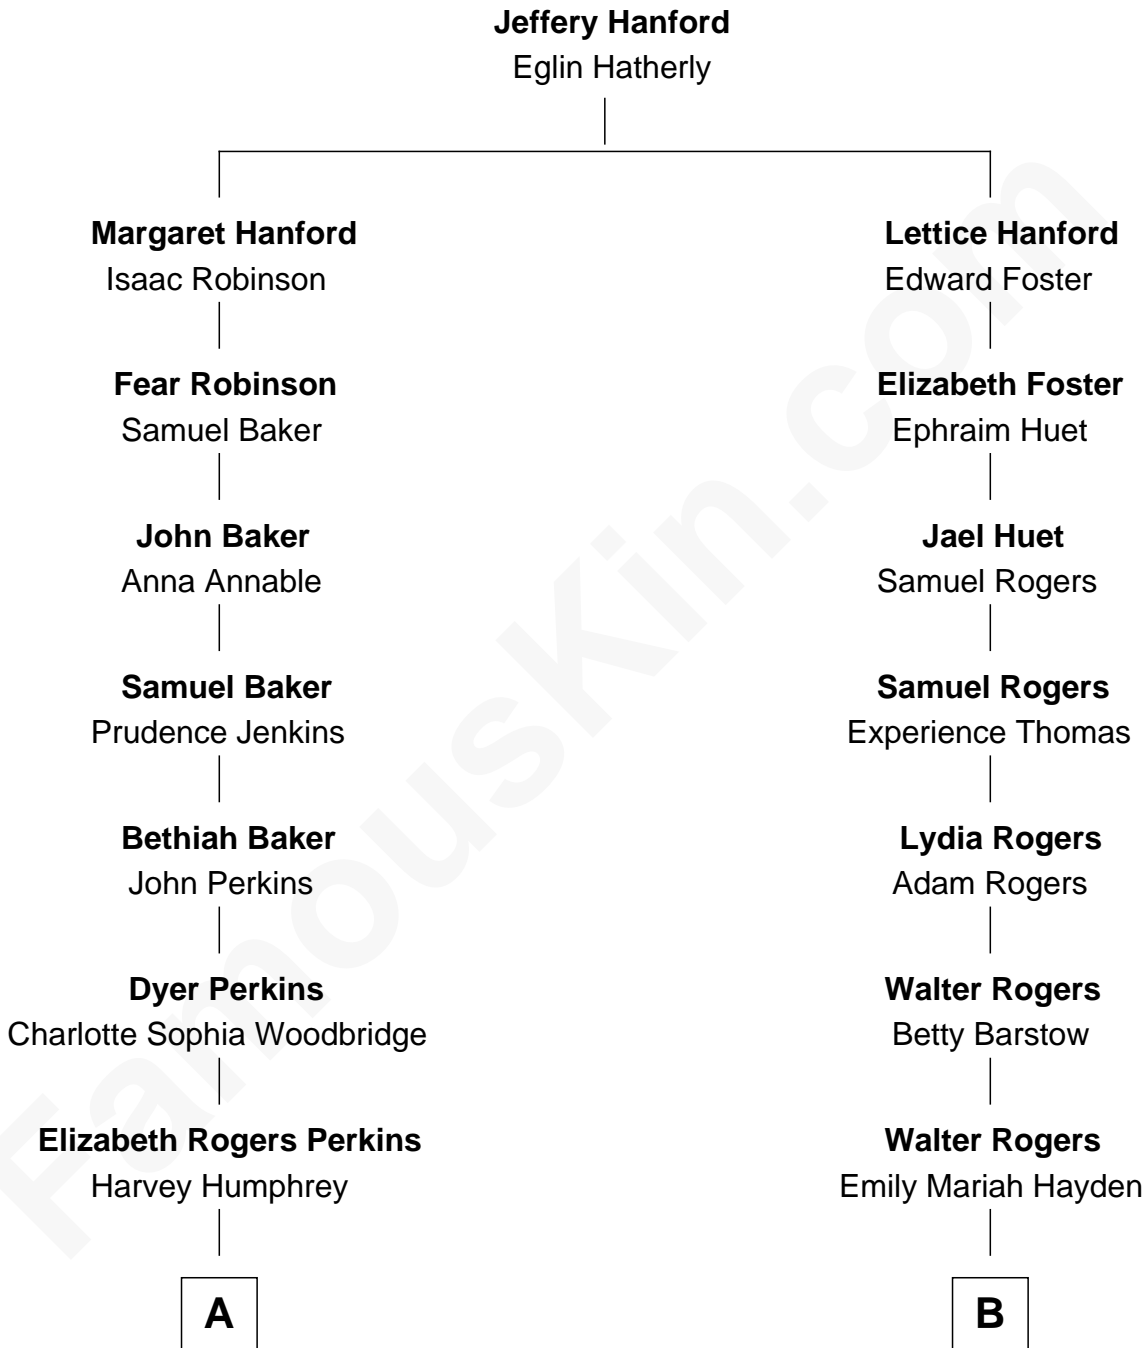 Jeffery Hanford
Eglin Hatherly
Margaret Hanford
Isaac Robinson
Fear Robinson
Samuel Baker
John Baker
Anna Annable
Samuel Baker
Prudence Jenkins
Bethiah Baker
John Perkins
Dyer Perkins
Charlotte Sophia Woodbridge
Elizabeth Rogers Perkins
Harvey Humphrey
A
Lettice Hanford
Edward Foster
Elizabeth Foster
Ephraim Huet
Jael Huet
Samuel Rogers
Samuel Rogers
Experience Thomas
Lydia Rogers
Adam Rogers
Walter Rogers
Betty Barstow
Walter Rogers
Emily Mariah Hayden
B
FamousKin.com